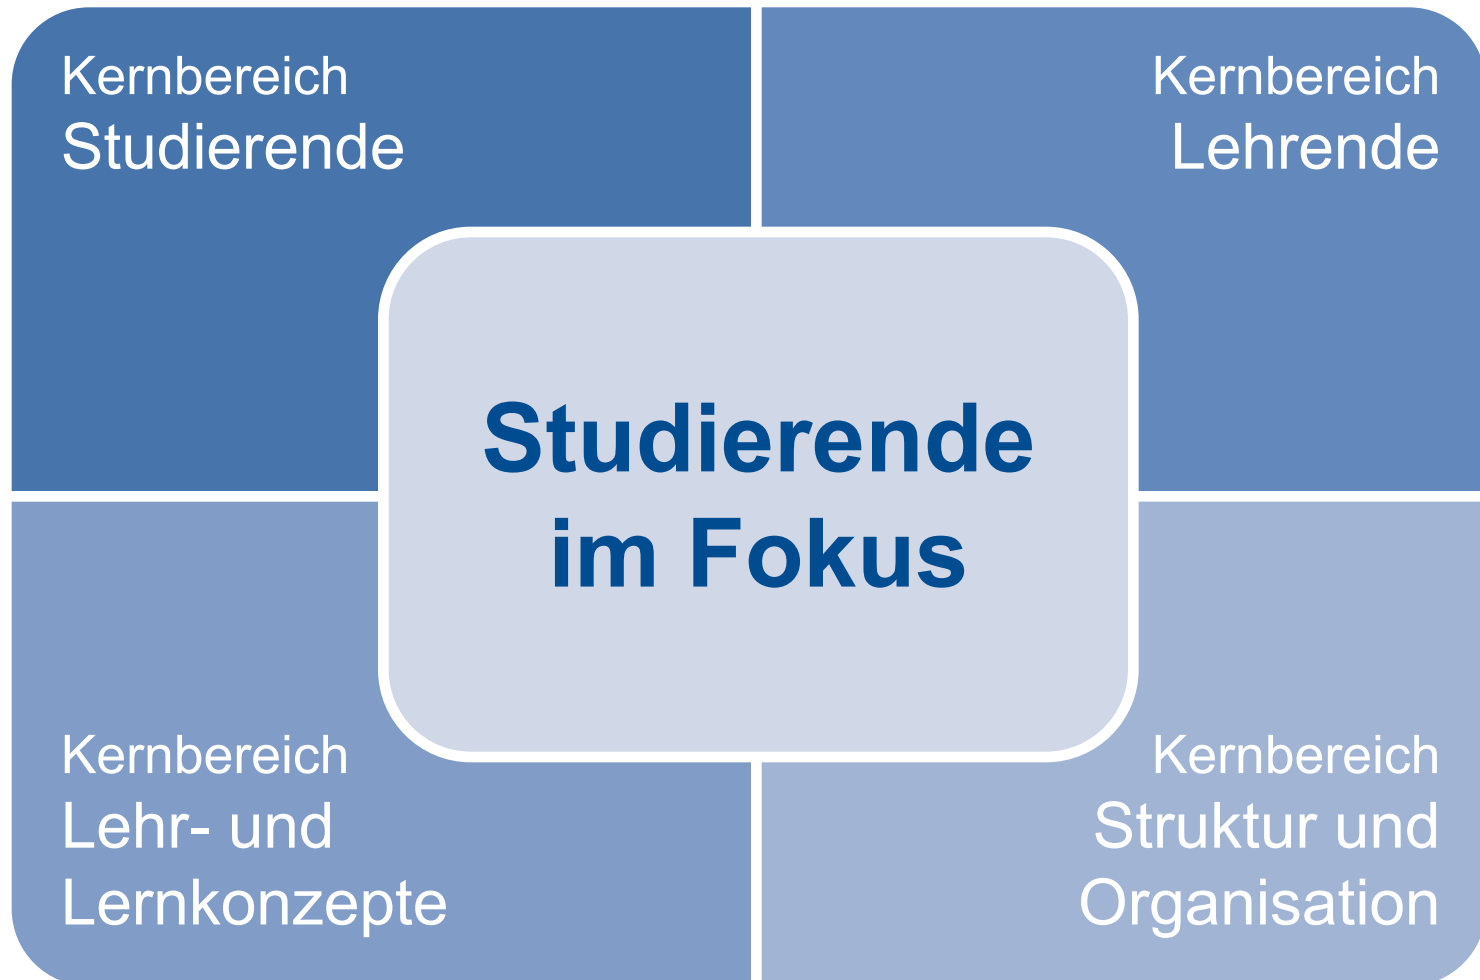 Kernbereich
Studierende
Kernbereich
Lehrende
Studierende
im Fokus
Kernbereich
Lehr- und
Lernkonzepte
Kernbereich
Struktur und
Organisation